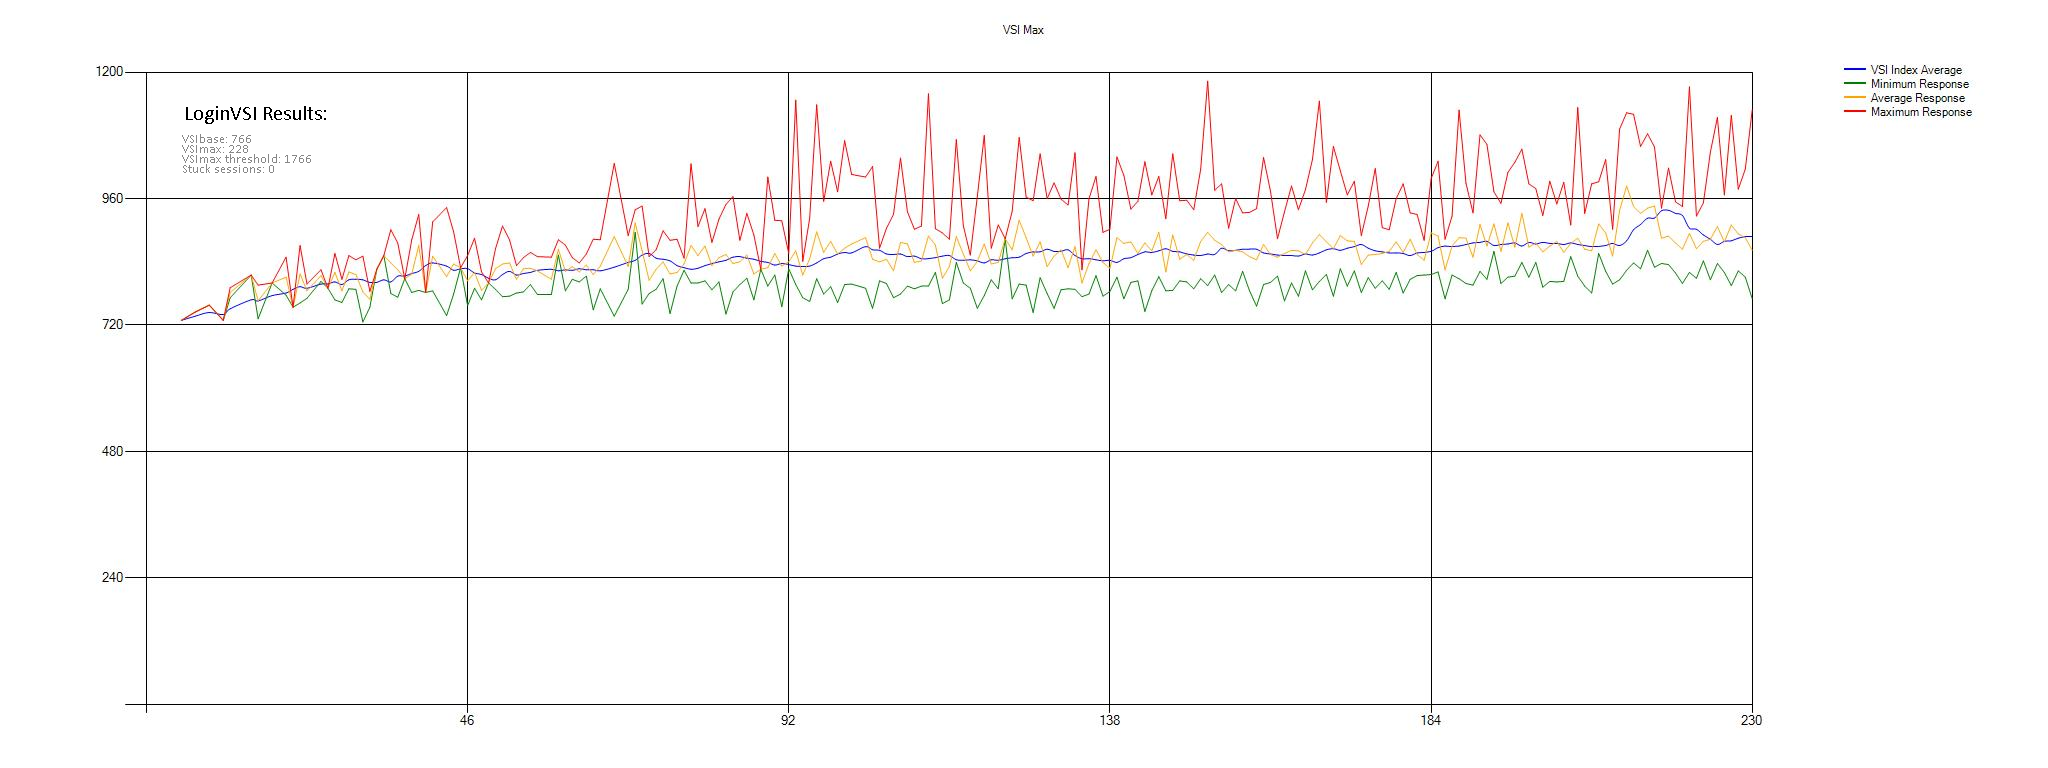 VSI Max
1200
960
720
480
240
LoginVSI Results:
VSIbase: 766
VSImax: 228
VSImax threshold: 1766
Stuck sessions: 0
46
92
138
184
230
VSI Index Average
Minimum Response
Average Response
Maximum Response